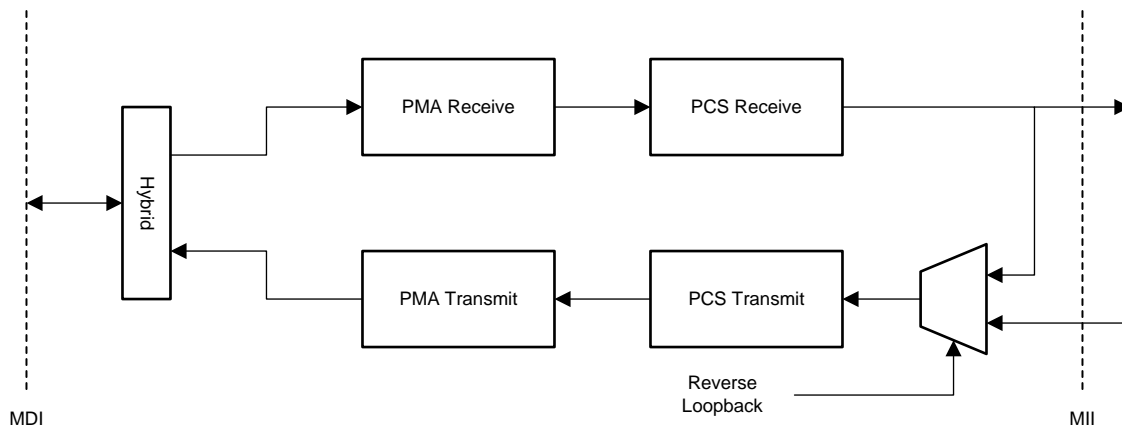 PMA Receive
PCS Receive
Hybrid
PMA Transmit
PCS Transmit
Reverse
Loopback
MDI
MII